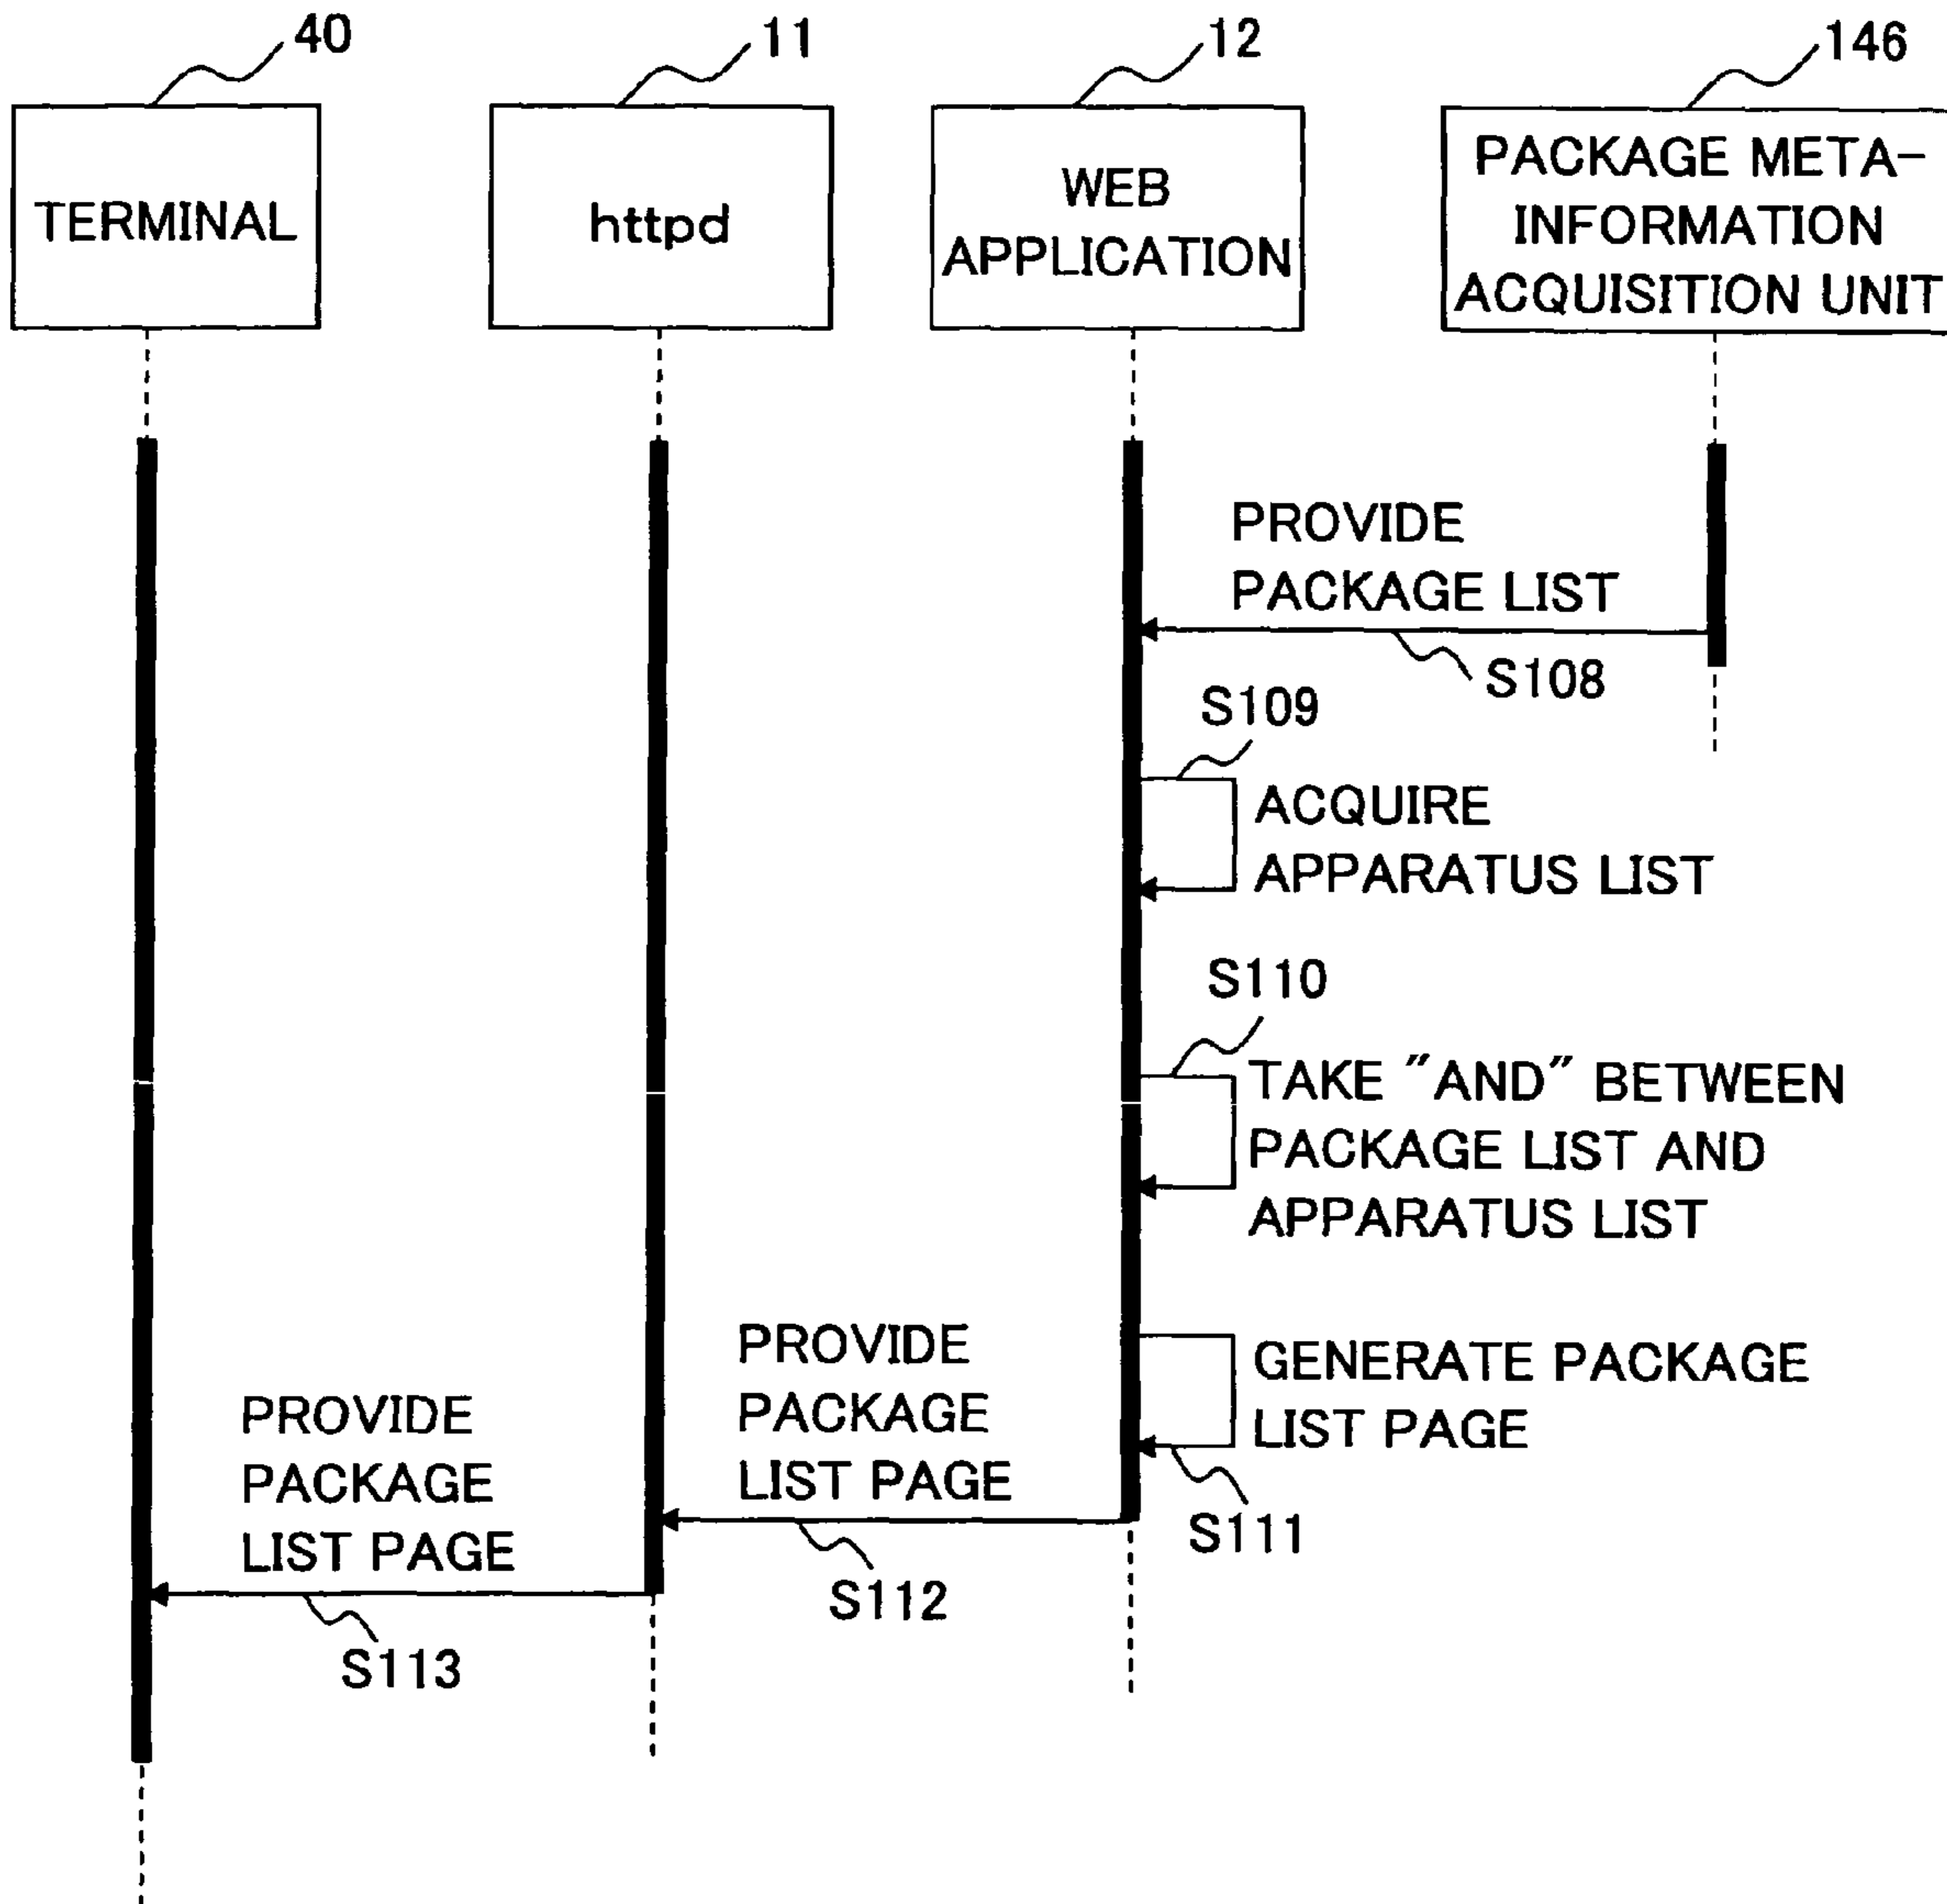 40
11
12
146
TERMINAL
httpd
WEB
APPLICATION
PACKAGE META-
INFORMATION
ACQUISITION UNIT
PROVIDE
PACKAGE LIST
S108
S109
ACQUIRE
APPARATUS LIST
S110
TAKE "AND" BETWEEN
PACKAGE LIST AND
APPARATUS LIST
GENERATE PACKAGE
LIST PAGE
S111
PROVIDE
PACKAGE
LIST PAGE
S112
PROVIDE
PACKAGE
LIST PAGE
S113